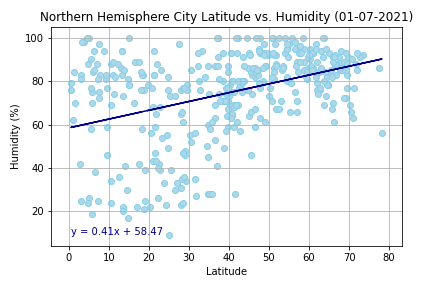 Northern Hemisphere City Latitude vs. Humidity (01-07-2021)
100
80
60
40
20
Humidity (%)
y = 0.41x + 58.47
0 10 20 30 40 50 60 70 80
Latitude